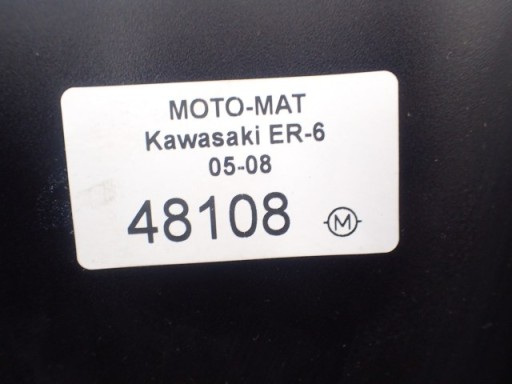 MOTO-MAT
Kawasaki ER-6
05-08
48108 M